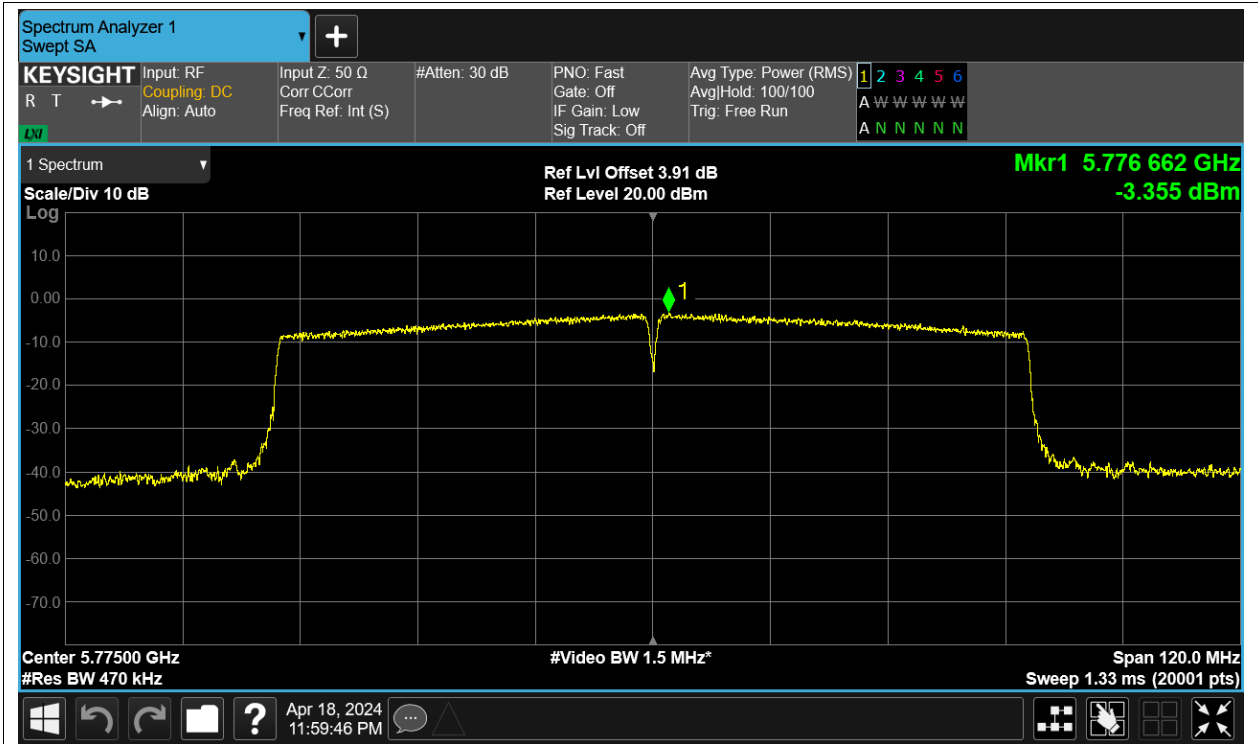 Spectrum Analyzer 1
Swept SA
KEYSIGHT
R T
LXI
Input: RF
Coupling: DC
Align: Auto
Input Z: 50 Ω
Corr CCorr
Freq Ref: Int (S)
#Atten: 30 dB
PNO: Fast
Gate: Off
IF Gain: Low
Sig Track: Off
Avg Type: Power (RMS)
Avg|Hold: 100/100
Trig: Free Run
1 2 3 4 5 6
A W W W W W
A N N N N N
1 Spectrum
Scale/Div 10 dB
Log
Ref Lvl Offset 3.91 dB
Ref Level 20.00 dBm
Mkr1 5.776 662 GHz
-3.355 dBm
10.0
0.00
1
-10.0
-20.0
-30.0
-40.0
-50.0
-60.0
-70.0
Center 5.77500 GHz
#Res BW 470 kHz
#Video BW 1.5 MHz*
Span 120.0 MHz
Sweep 1.33 ms (20001 pts)
?
Apr 18, 2024
11:59:46 PM